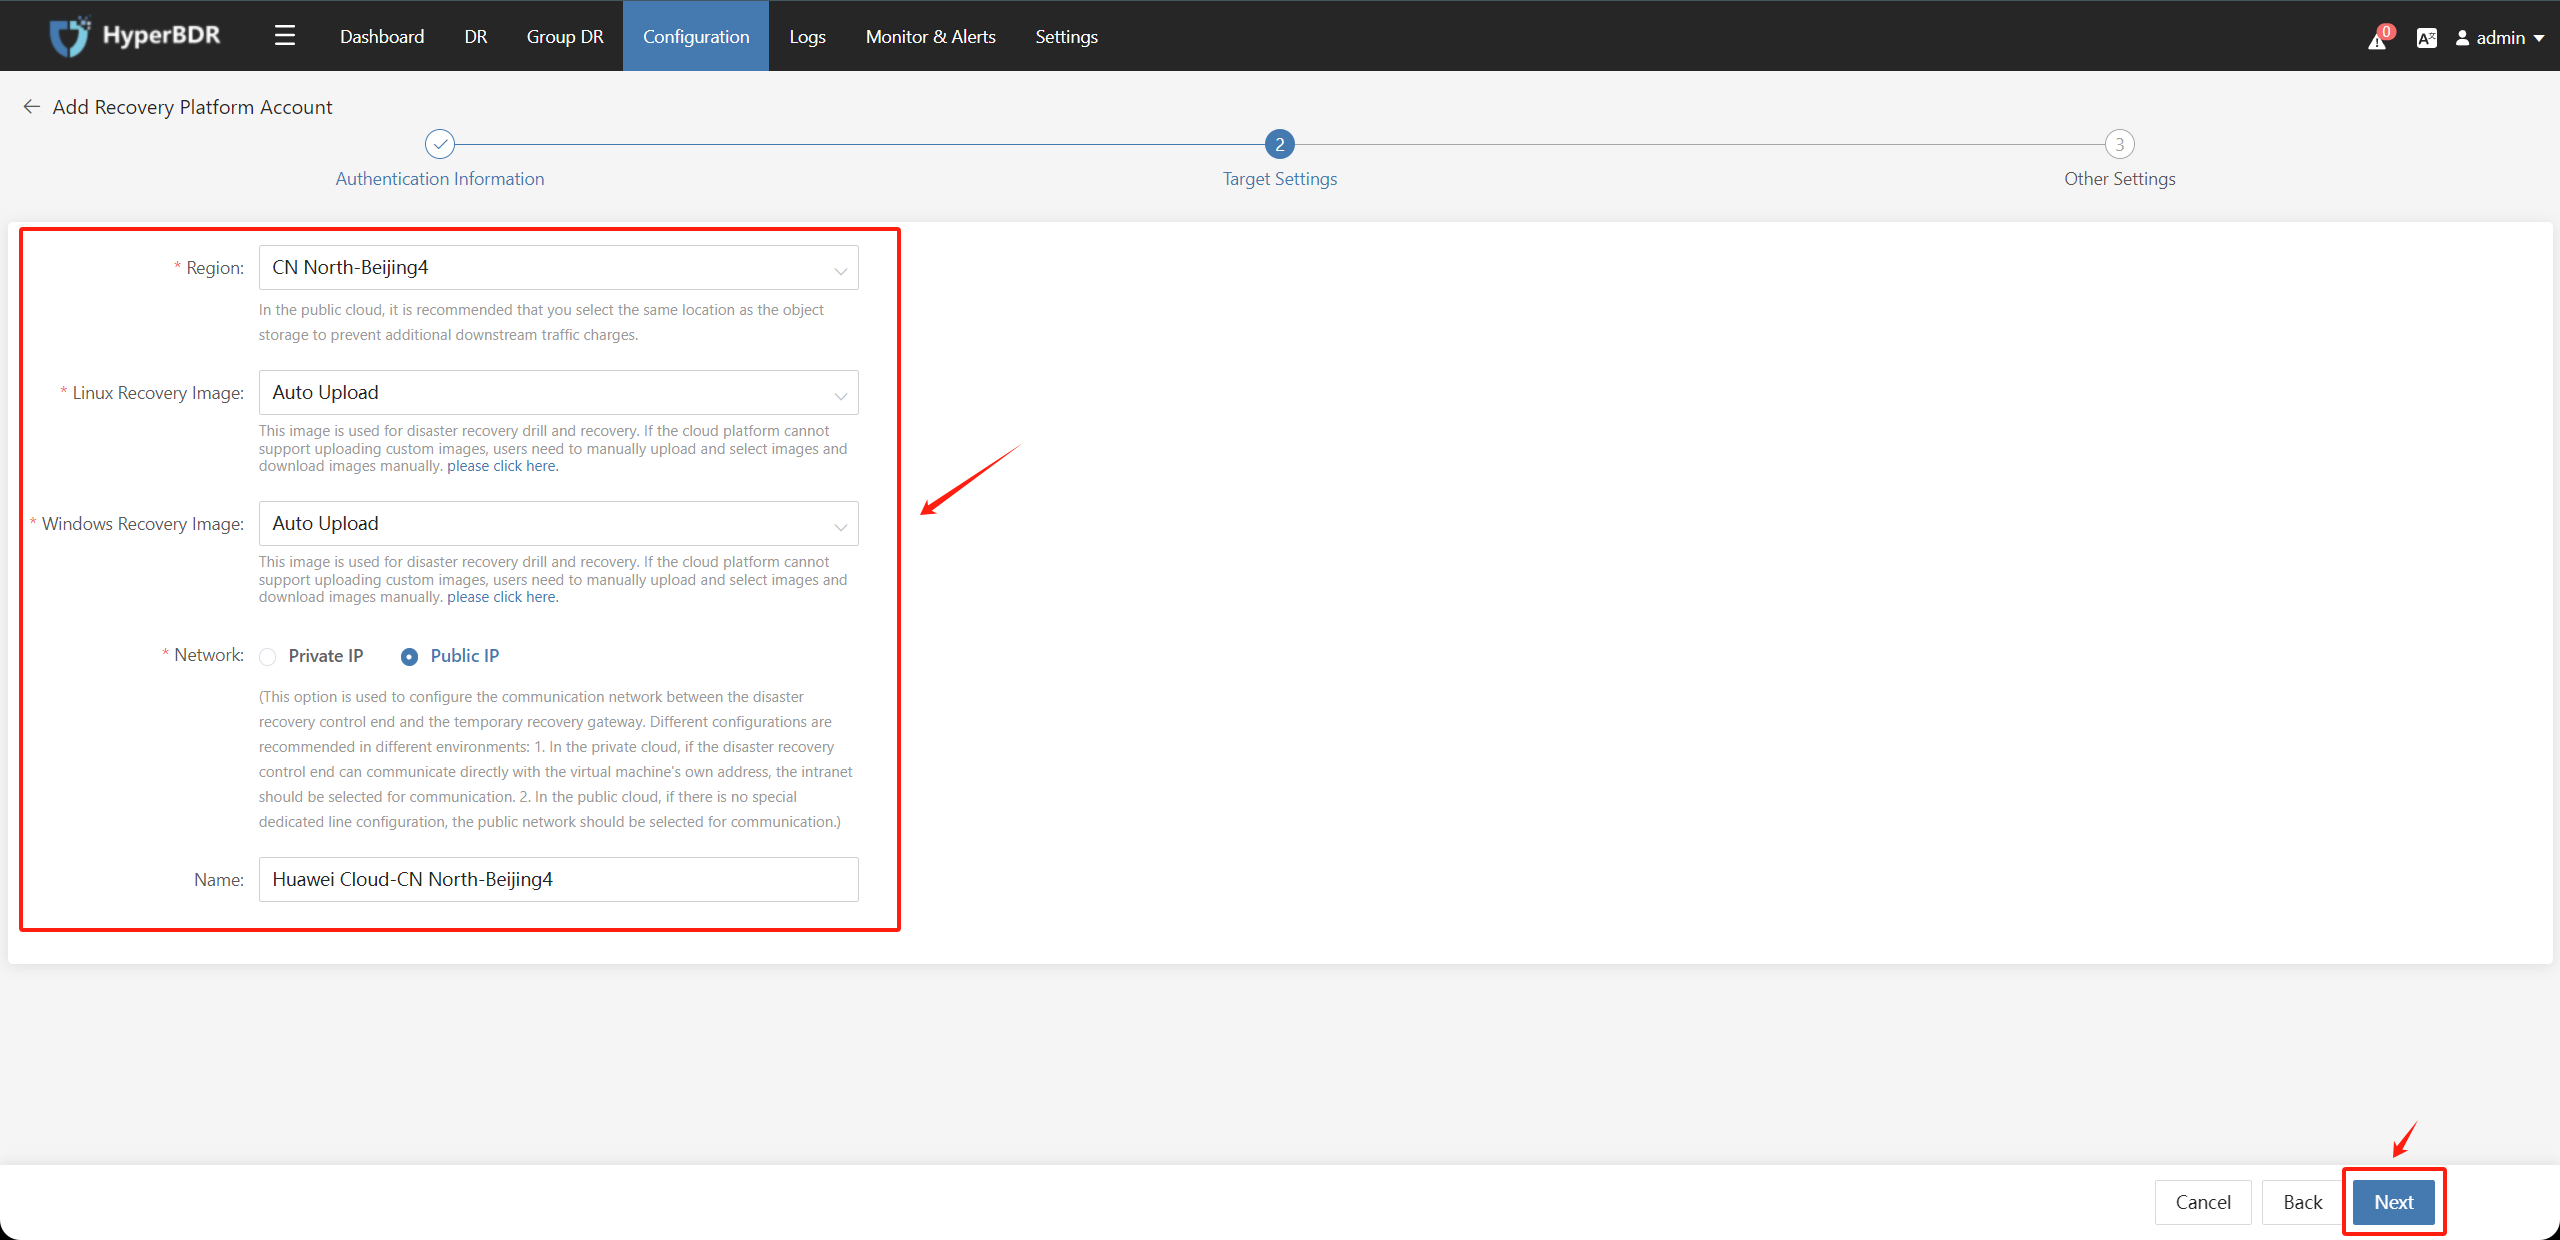 HyperBDR
Dashboard DR Group DR Configuration Logs Monitor & Alerts Settings
0 admin
Add Recovery Platform Account
2 3
Authentication Information Target Settings Other Settings
* Region: CN North-Beijing4
In the public cloud, it is recommended that you select the same location as the object
storage to prevent additional downstream traffic charges.
* Linux Recovery Image: Auto Upload
This image is used for disaster recovery drill and recovery. If the cloud platform cannot
support uploading custom images, users need to manually upload and select images and
download images manually. please click here.
* Windows Recovery Image: Auto Upload
This image is used for disaster recovery drill and recovery. If the cloud platform cannot
support uploading custom images, users need to manually upload and select images and
download images manually. please click here.
* Network: Private IP Public IP
(This option is used to configure the communication network between the disaster
recovery control end and the temporary recovery gateway. Different configurations are
recommended in different environments: 1. In the private cloud, if the disaster recovery
control end can communicate directly with the virtual machine's own address, the intranet
should be selected for communication. 2. In the public cloud, if there is no special
dedicated line configuration, the public network should be selected for communication.)
Name: Huawei Cloud-CN North-Beijing4
Cancel Back Next